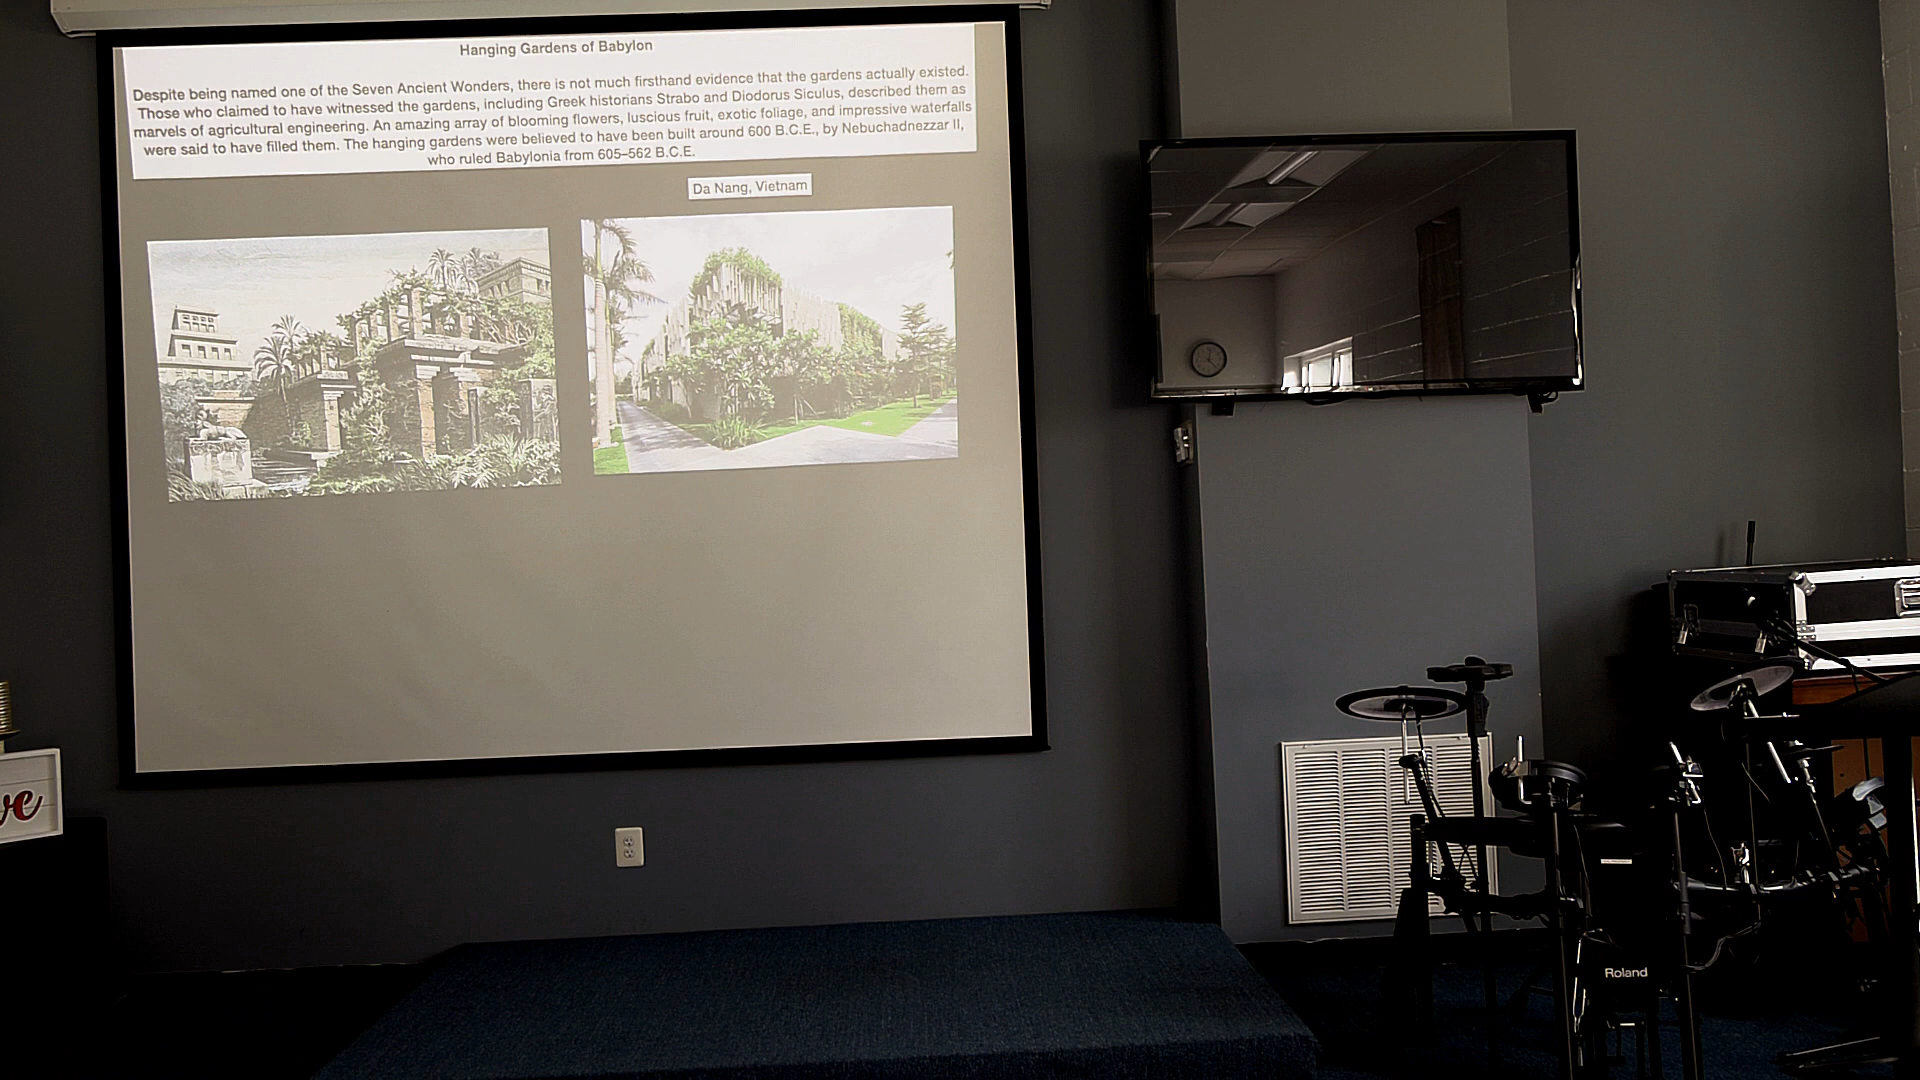 Hanging Gardens of Babylon
Despite being named one of the Seven Ancient Wonders, there is not much firsthand evidence that the gardens actually existed.
Those who claimed to have witnessed the gardens, including Greek historians Strabo and Diodorus Siculus, described them as
marvels of agricultural engineering. An amazing array of blooming flowers, luscious fruit, exotic foliage, and impressive waterfalls
were said to have filled them. The hanging gardens were believed to have been built around 600 B.C.E., by Nebuchadnezzar II,
who ruled Babylonia from 605–562 B.C.E.
Da Nang, Vietnam
Roland